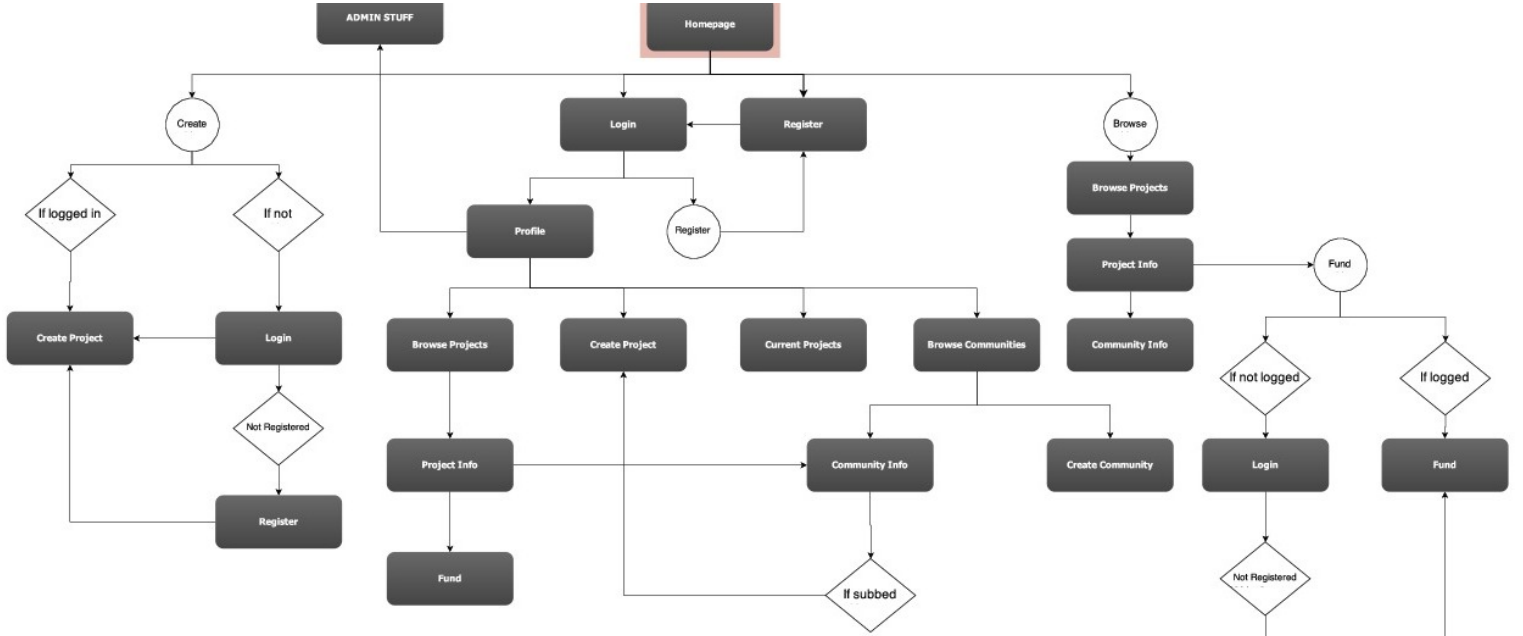 ADMIN STUFF
Homepage
Create
Login
Register
Browse
Browse Projects
If logged in
If not
Profile
Register
Project Info
Fund
Create Project
Login
Browse Projects
Create Project
Current Projects
Browse Communities
Community Info
If not logged
If logged
Not Registered
Project Info
Community Info
Create Community
Login
Fund
Register
Fund
If subbed
Not Registered